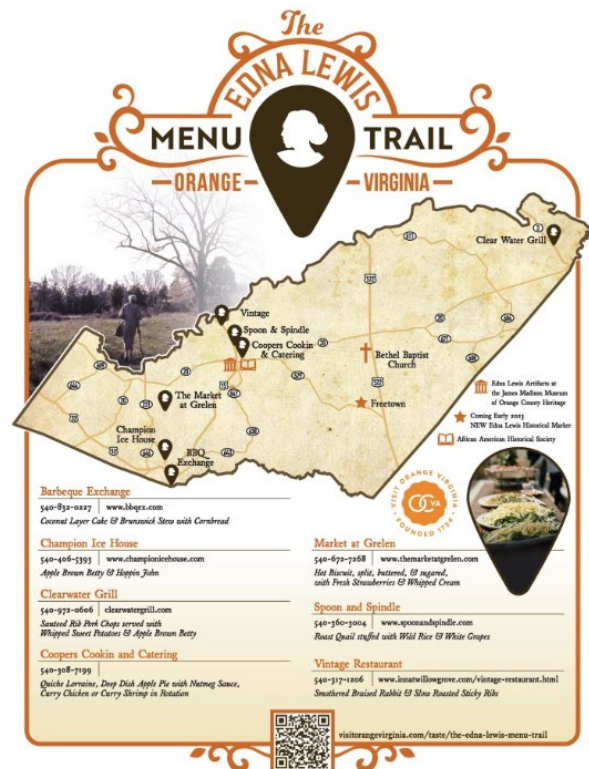 The
EDNA LEWIS
MENU TRAIL
ORANGE VIRGINIA
Clear Water Grill
Vintage
Spoon & Spindle
Coopers Cookin
& Catering
Bethel Baptist
Church
The Market
at Grelen
Freetown
Champion
Ice House
BBQ
Exchange
Edna Lewis Artifacts at
the James Madison Museum
of Orange County Heritage
Coming Early 2023
NEW Edna Lewis Historical Marker
African American Historical Society
VISIT ORANGE VIRGINIA
OCVA
FOUNDED 1734
Barbeque Exchange
540-832-0227 | www.bbqex.com
Coconut Layer Cake & Brunswick Stew with Cornbread
Champion Ice House
540-406-5393 | www.championicehouse.com
Apple Brown Betty & Hoppin John
Clearwater Grill
540-972-0606 | clearwatergrill.com
Sauteed Rib Pork Chops served with
Whipped Sweet Potatoes & Apple Brown Betty
Coopers Cookin and Catering
540-308-7199
Quiche Lorraine, Deep Dish Apple Pie with Nutmeg Sauce,
Curry Chicken or Curry Shrimp in Rotation
Market at Grelen
540-672-7268 | www.themarketatgrelen.com
Hot Biscuit, split, buttered, & sugared,
with Fresh Strawberries & Whipped Cream
Spoon and Spindle
540-360-3004 | www.spoonandspindle.com
Roast Quail stuffed with Wild Rice & White Grapes
Vintage Restaurant
540-317-1206 | www.innatwillowgrove.com/vintage-restaurant.html
Smothered Braised Rabbit & Slow Roasted Sticky Ribs
visitorangevirginia.com/taste/the-edna-lewis-menu-trail